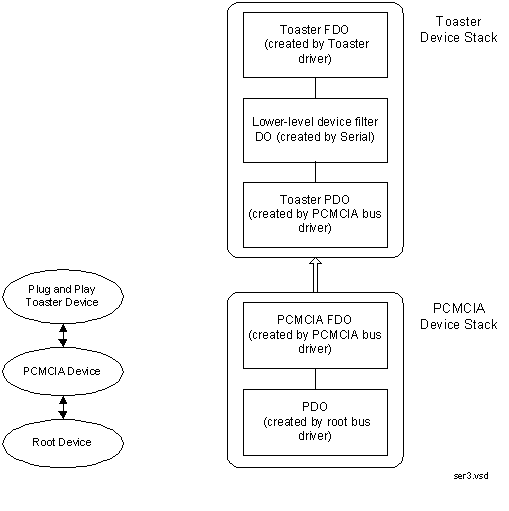 Toaster FDO
(created by Toaster
driver)
Toaster
Device Stack
Lower-level device filter
DO (created by Serial)
Toaster PDO
(created by PCMCIA bus
driver)
Plug and Play
Toaster Device
PCMCIA Device
Root Device
PCMCIA FDO
(created by PCMCIA bus
driver)
PCMCIA
Device Stack
PDO
(created by root bus
driver)
ser3.vsd